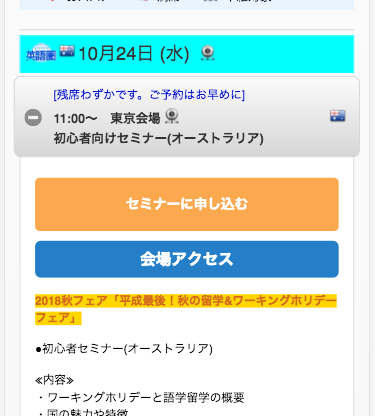 英語圏 10月24日 (水)
[残席わずかです。ご予約はお早めに]
11:00～ 東京会場
初心者向けセミナー(オーストラリア)
セミナーに申し込む
会場アクセス
2018秋フェア「平成最後！秋の留学&ワーキングホリデー
フェア」
●初心者セミナー(オーストラリア)
≪内容≫
・ワーキングホリデーと語学留学の概要
・国の魅力や特徴